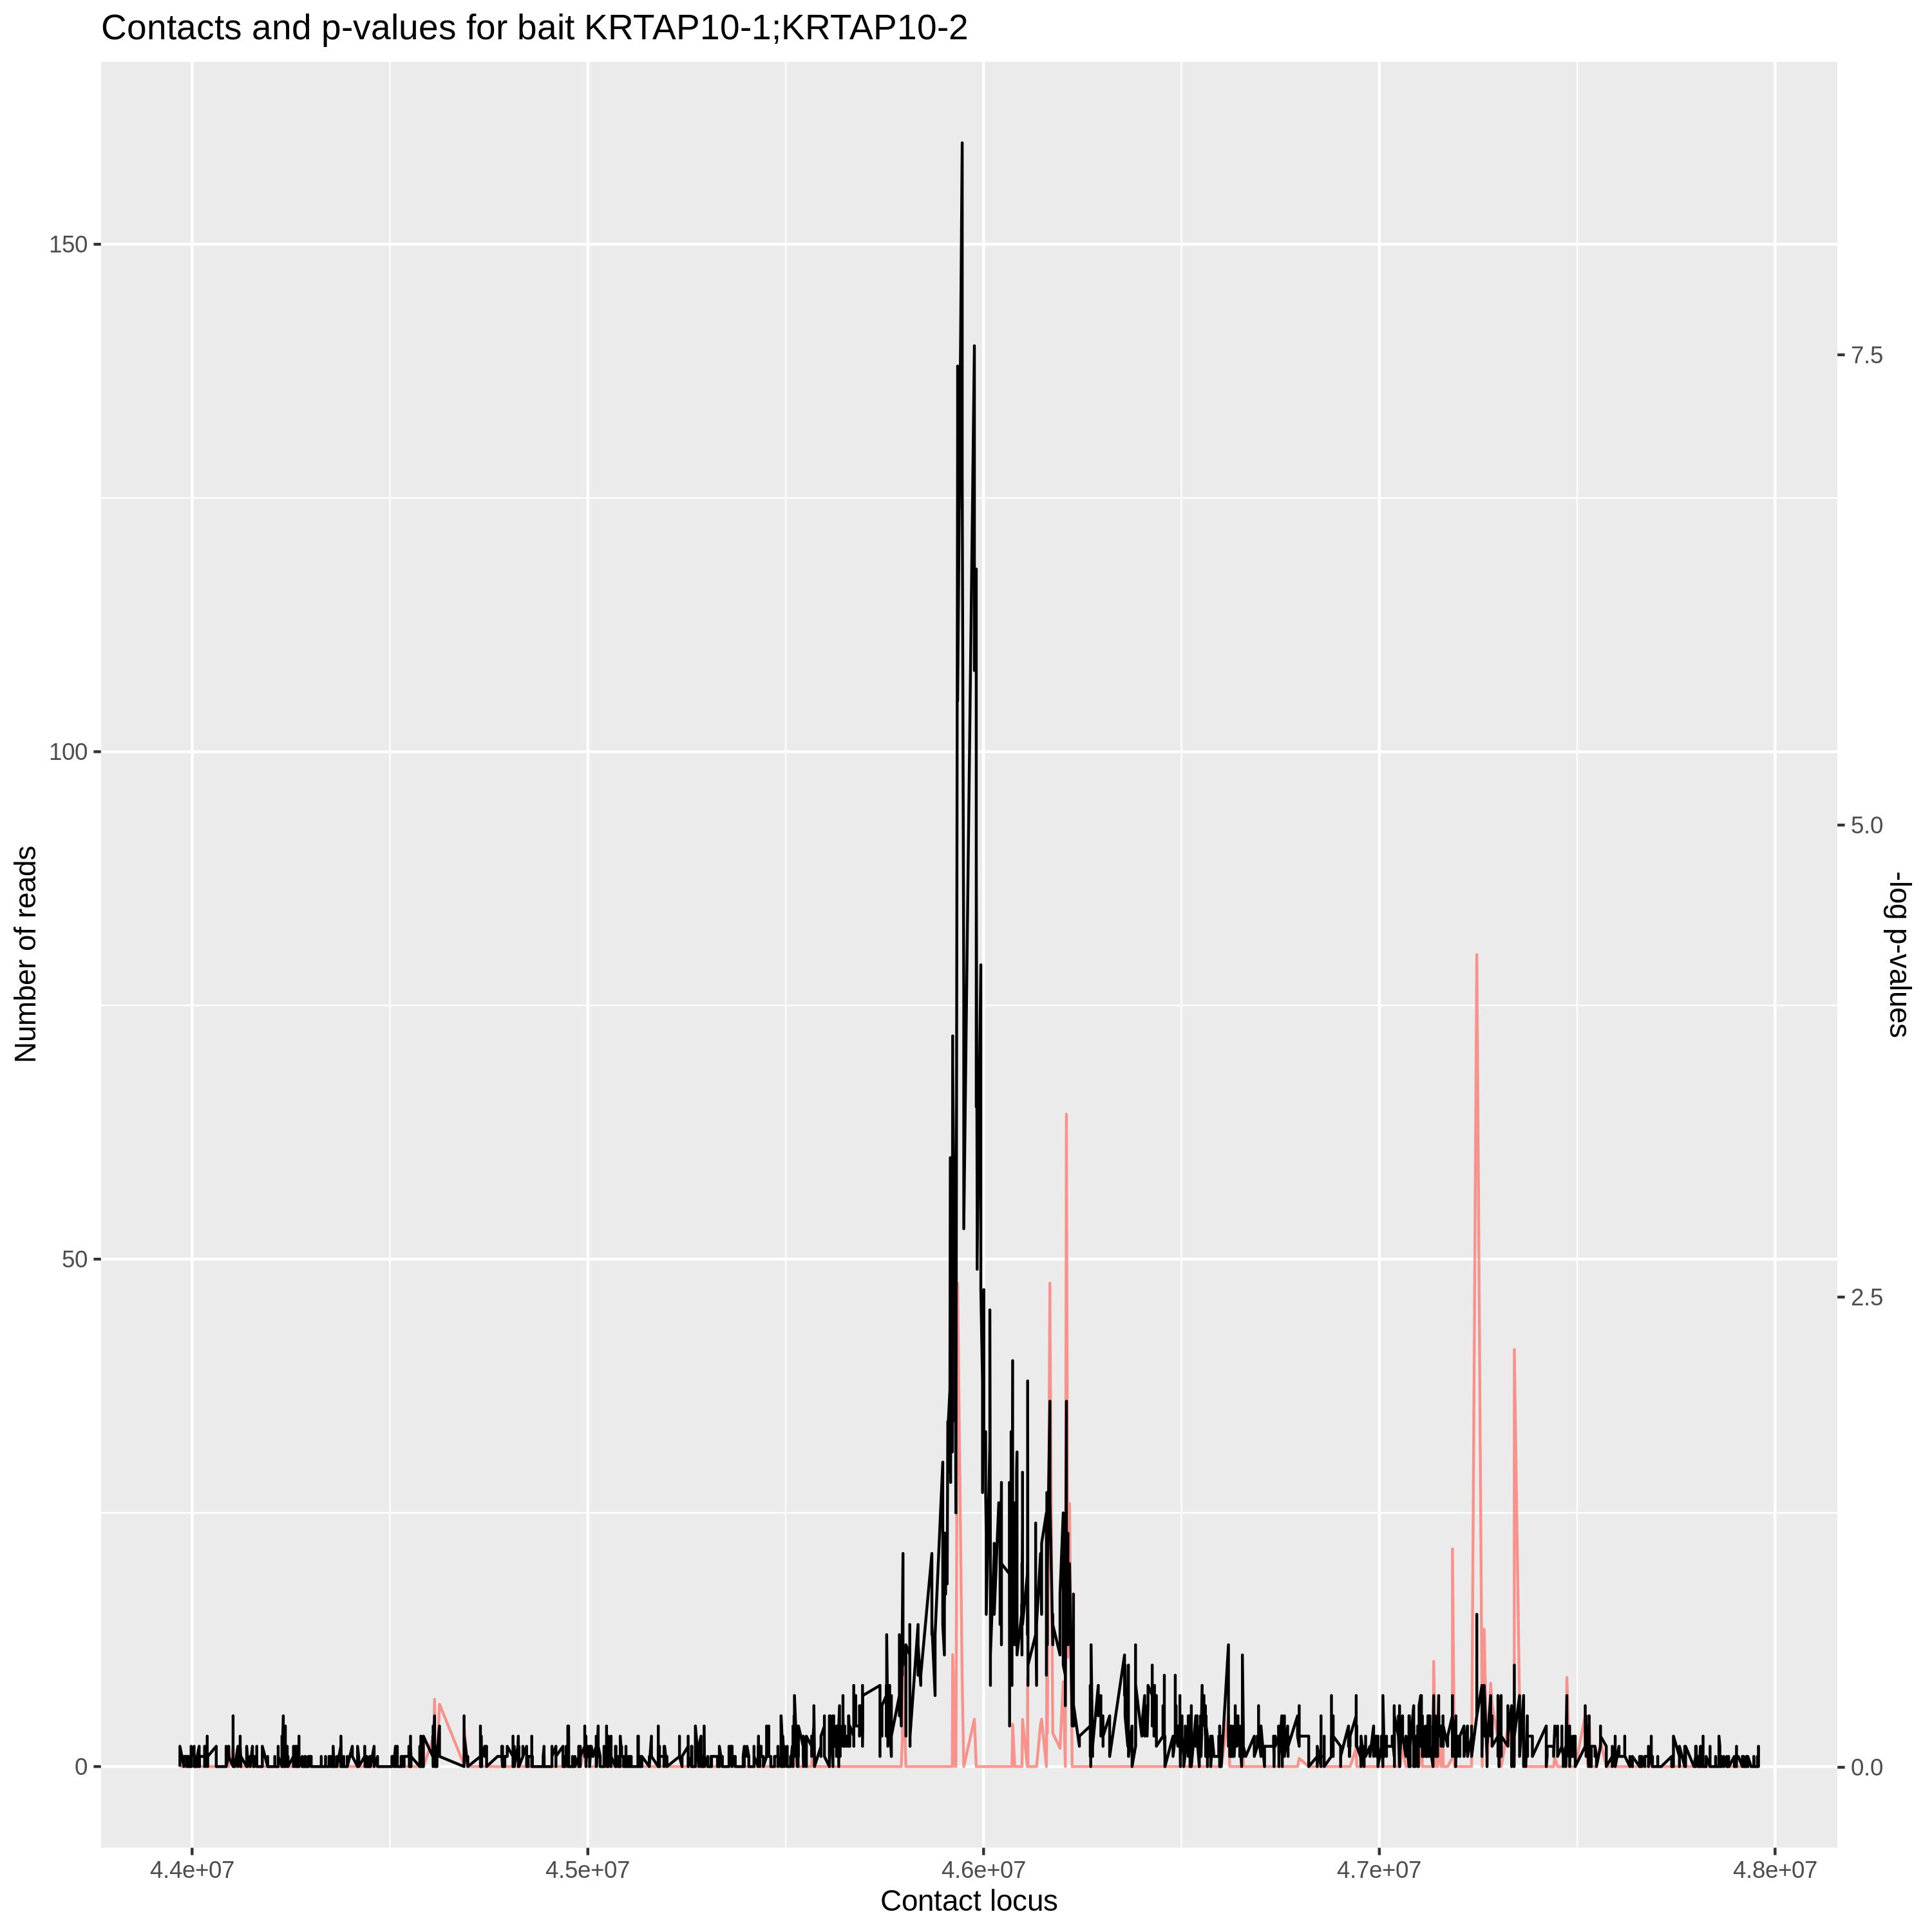 Contacts and p-values for bait KRTAP10-1;KRTAP10-2
150
100
50
0
Number of reads
7.5
5.0
2.5
0.0
-log p-values
4.4e+07
4.5e+07
4.6e+07
4.7e+07
4.8e+07
Contact locus